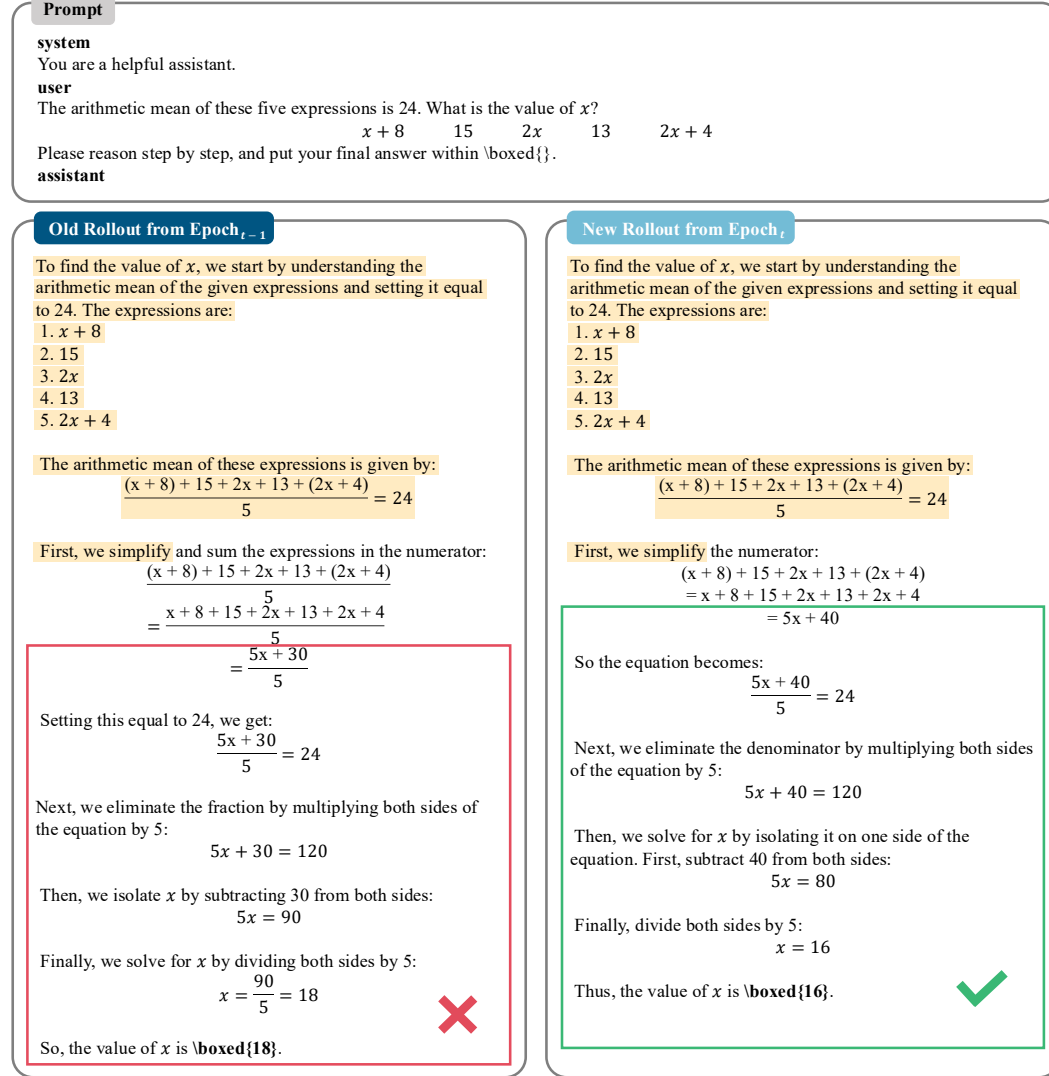 Prompt
system
You are a helpful assistant.
user
The arithmetic mean of these five expressions is 24. What is the value of x?
x + 8 15 2x 13 2x + 4
Please reason step by step, and put your final answer within \boxed{}.
assistant
Old Rollout from Epoch t − 1
To find the value of x, we start by understanding the
arithmetic mean of the given expressions and setting it equal
to 24. The expressions are:
1. x + 8
2. 15
3. 2x
4. 13
5. 2x + 4
The arithmetic mean of these expressions is given by:
(x + 8) + 15 + 2x + 13 + (2x + 4)
5
= 24
First, we simplify and sum the expressions in the numerator:
(x + 8) + 15 + 2x + 13 + (2x + 4)
5
= x + 8 + 15 + 2x + 13 + 2x + 4
5
= 5x + 30
5
Setting this equal to 24, we get:
5x + 30
5
= 24
Next, we eliminate the fraction by multiplying both sides of
the equation by 5:
5x + 30 = 120
Then, we isolate x by subtracting 30 from both sides:
5x = 90
Finally, we solve for x by dividing both sides by 5:
x = 90
5
= 18
So, the value of x is \boxed{18}.
New Rollout from Epoch t
To find the value of x, we start by understanding the
arithmetic mean of the given expressions and setting it equal
to 24. The expressions are:
1. x + 8
2. 15
3. 2x
4. 13
5. 2x + 4
The arithmetic mean of these expressions is given by:
(x + 8) + 15 + 2x + 13 + (2x + 4)
5
= 24
First, we simplify the numerator:
(x + 8) + 15 + 2x + 13 + (2x + 4)
= x + 8 + 15 + 2x + 13 + 2x + 4
= 5x + 40
So the equation becomes:
5x + 40
5
= 24
Next, we eliminate the denominator by multiplying both sides
of the equation by 5:
5x + 40 = 120
Then, we solve for x by isolating it on one side of the
equation. First, subtract 40 from both sides:
5x = 80
Finally, divide both sides by 5:
x = 16
Thus, the value of x is \boxed{16}.